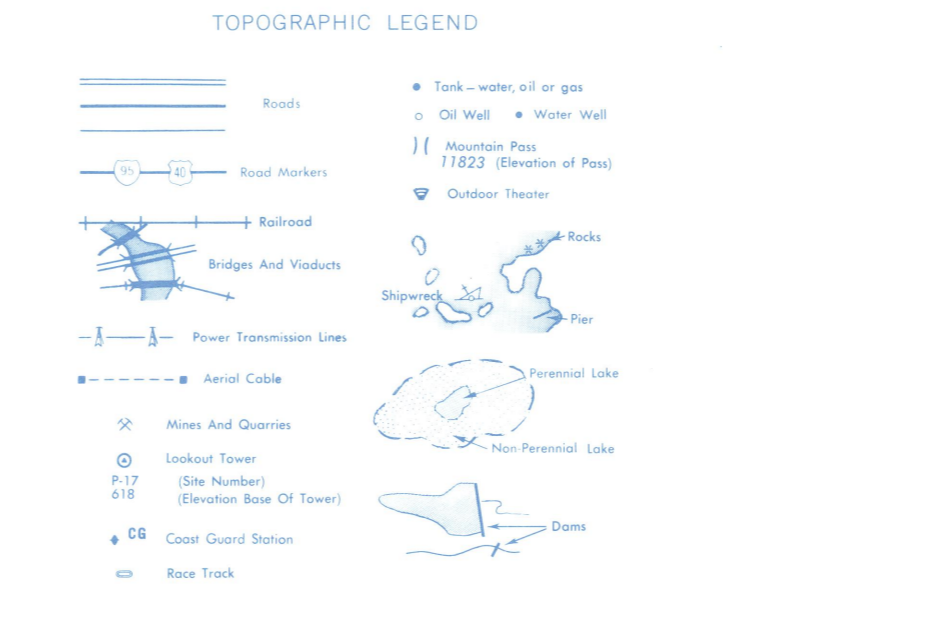 TOPOGRAPHIC LEGEND
Roads
95 40 Road Markers
Railroad
Bridges And Viaducts
Power Transmission Lines
Aerial Cable
Mines And Quarries
Lookout Tower
P-17 (Site Number)
618 (Elevation Base Of Tower)
CG Coast Guard Station
Race Track
Tank – water, oil or gas
Oil Well Water Well
Mountain Pass
11823 (Elevation of Pass)
Outdoor Theater
Rocks
Shipwreck
Pier
Perennial Lake
Non-Perennial Lake
Dams